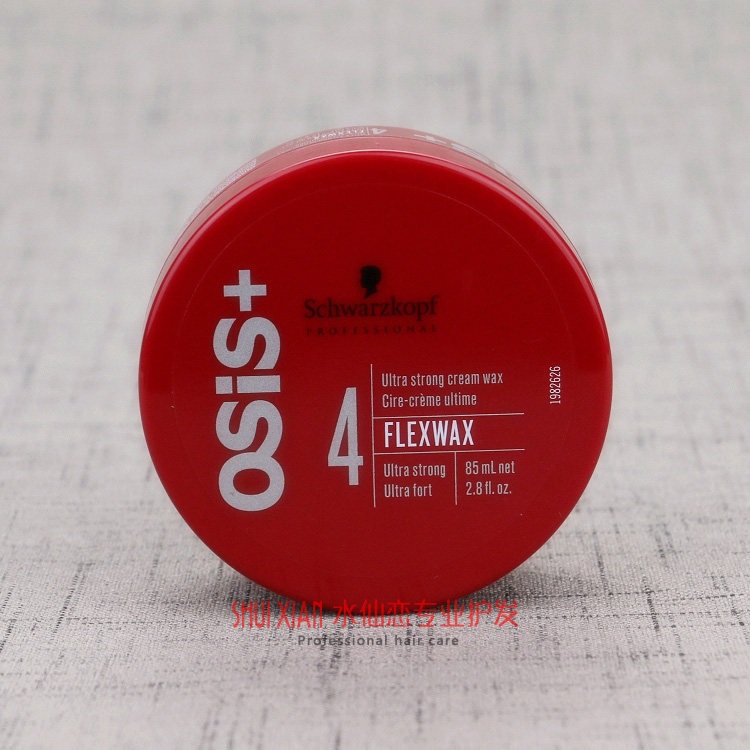 OSiS+
Schwarzkopf
PROFESSIONAL
4
Ultra strong cream wax
Cire-crème ultime
FLEXWAX
Ultra strong
Ultra fort
85 mL net
2.8 fl. oz.
1982626
SHUI XIAN 水仙恋专业护发
Professional hair care